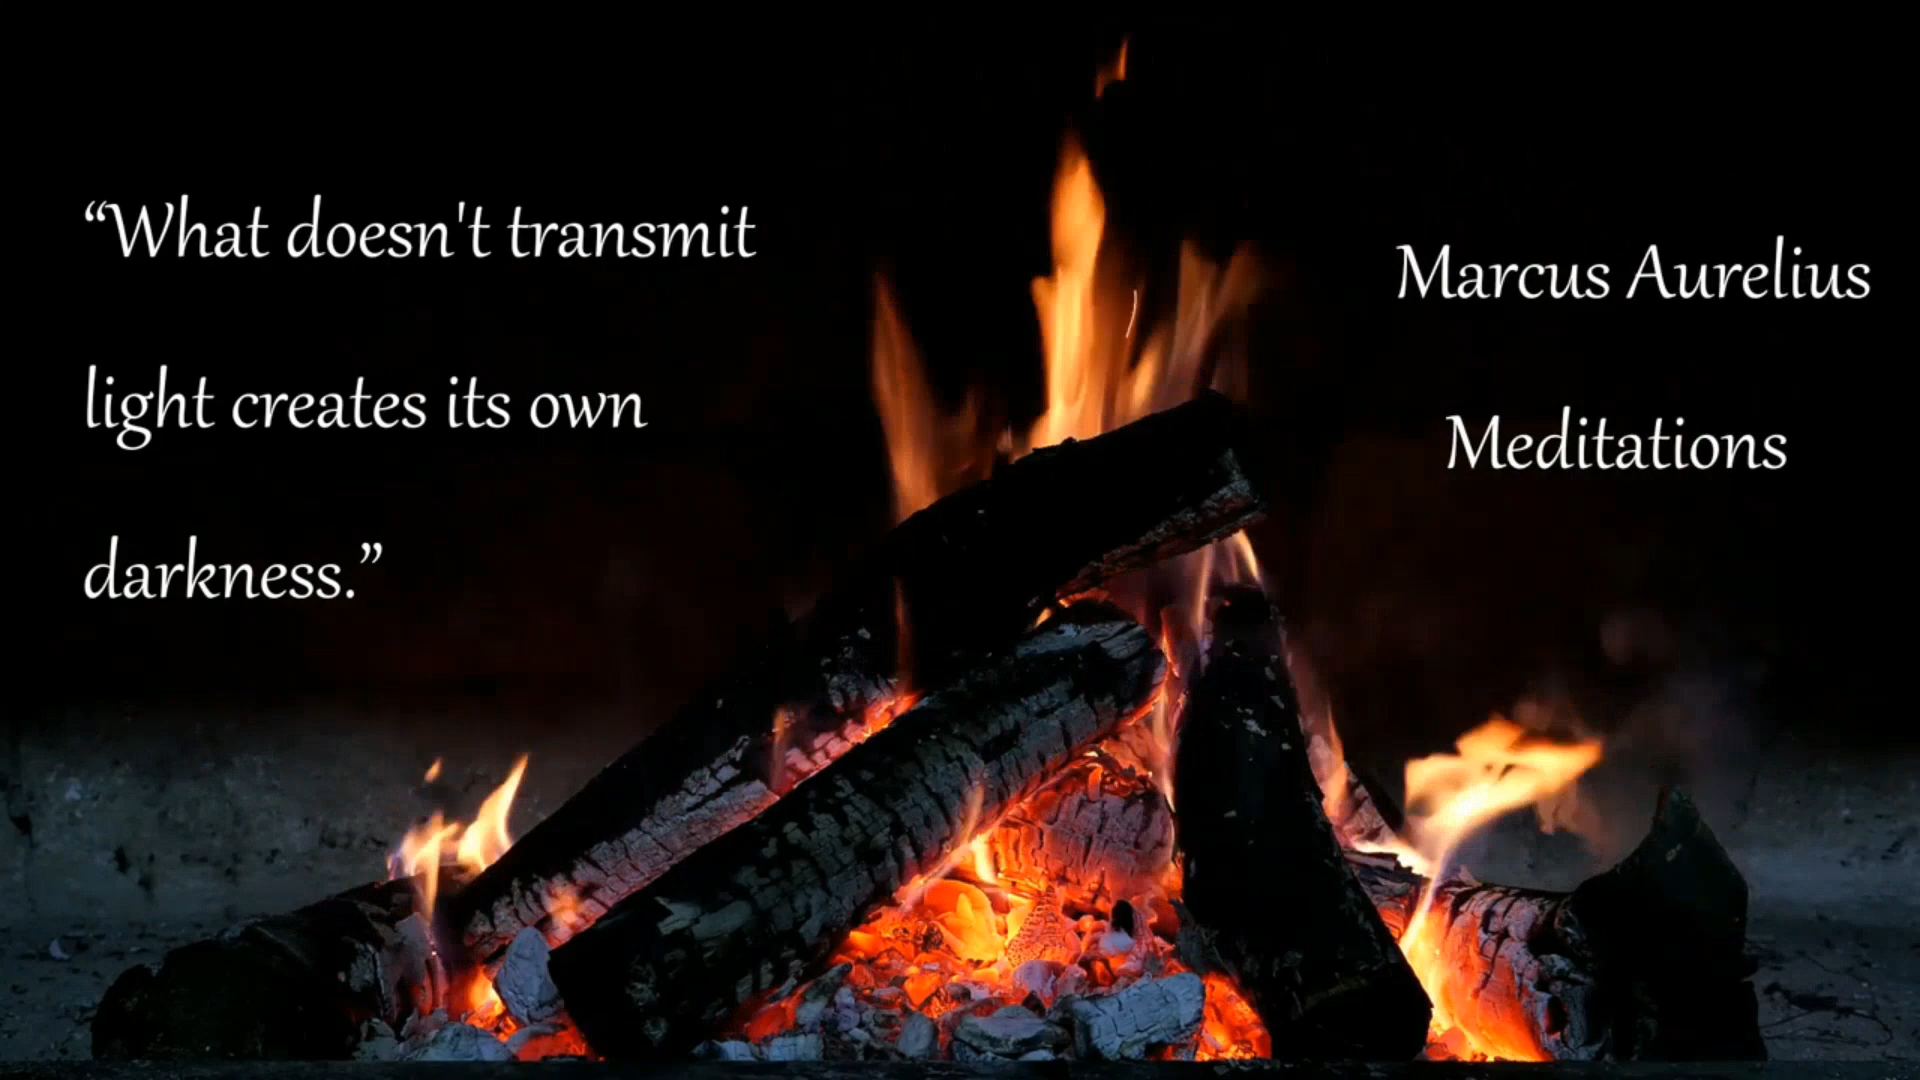 “What doesn't transmit
light creates its own
darkness.”
Marcus Aurelius
Meditations